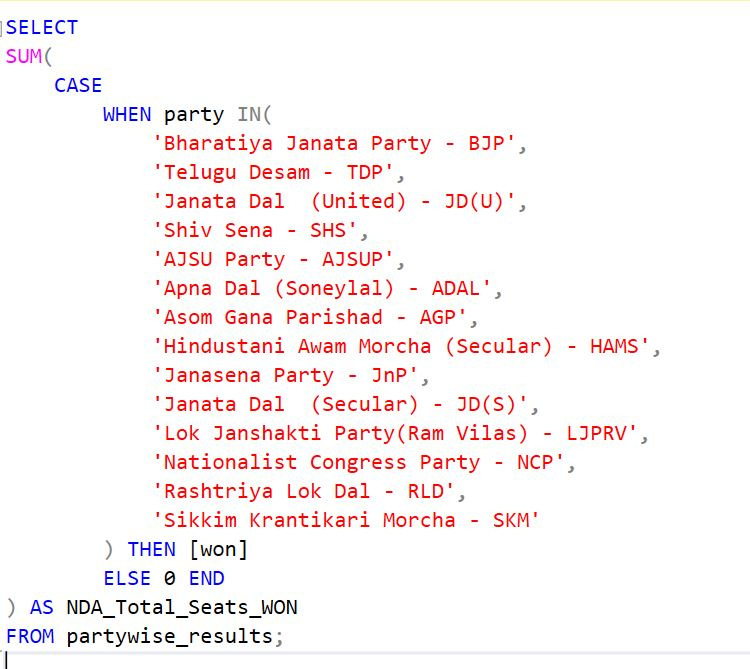 SELECT
SUM(
    CASE
        WHEN party IN(
            'Bharatiya Janata Party - BJP',
            'Telugu Desam - TDP',
            'Janata Dal  (United) - JD(U)',
            'Shiv Sena - SHS',
            'AJSU Party - AJSUP',
            'Apna Dal (Soneylal) - ADAL',
            'Asom Gana Parishad - AGP',
            'Hindustani Awam Morcha (Secular) - HAMS',
            'Janasena Party - JnP',
            'Janata Dal  (Secular) - JD(S)',
            'Lok Janshakti Party(Ram Vilas) - LJPRV',
            'Nationalist Congress Party - NCP',
            'Rashtriya Lok Dal - RLD',
            'Sikkim Krantikari Morcha - SKM'
        ) THEN [won]
        ELSE 0 END
) AS NDA_Total_Seats_WON
FROM partywise_results;